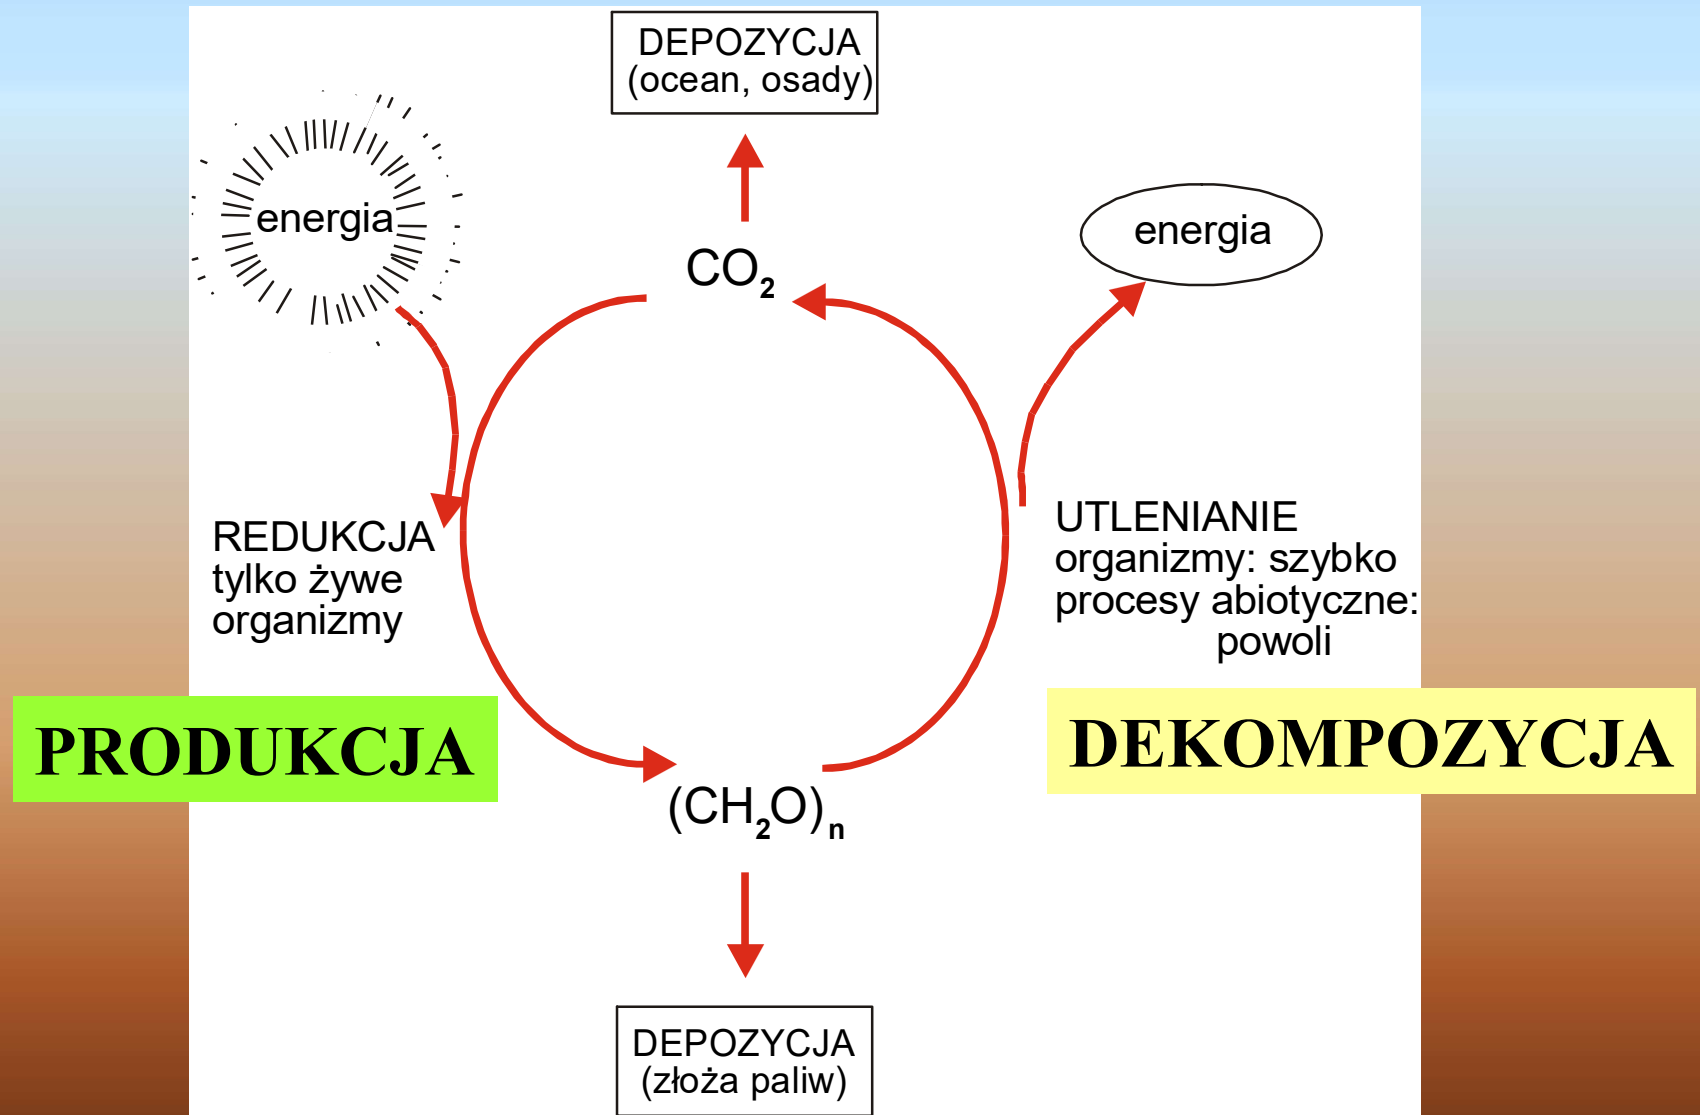 DEPOZYCJA
(ocean, osady)
energia
energia
CO₂
REDUKCJA
tylko żywe
organizmy
UTLENIANIE
organizmy: szybko
procesy abiotyczne:
powoli
PRODUKCJA
DEKOMPOZYCJA
(CH₂O)ₙ
DEPOZYCJA
(złoża paliw)